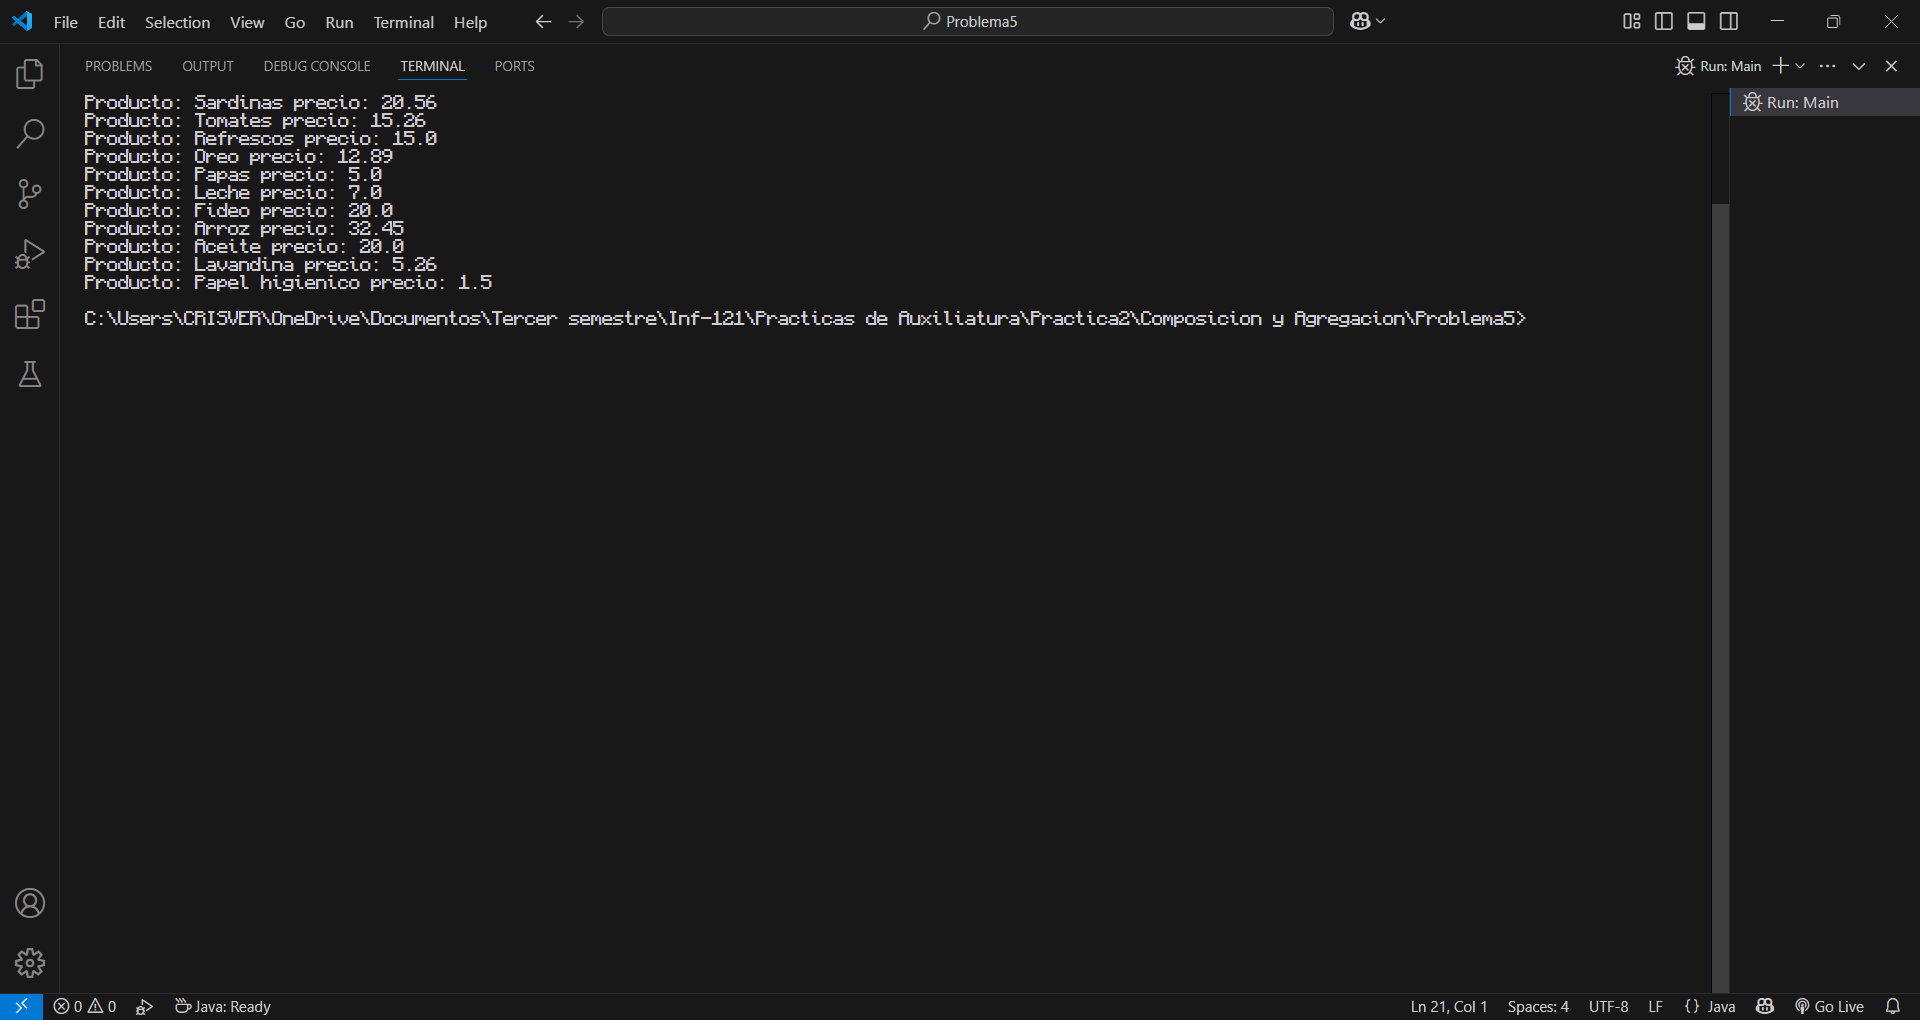 File Edit Selection View Go Run Terminal Help Problema5
PROBLEMS OUTPUT DEBUG CONSOLE TERMINAL PORTS Run: Main
Run: Main
Producto: Sardinas precio: 20.56
Producto: Tomates precio: 15.26
Producto: Refrescos precio: 15.0
Producto: Oreo precio: 12.89
Producto: Papas precio: 5.0
Producto: Leche precio: 7.0
Producto: Fideo precio: 20.0
Producto: Arroz precio: 32.45
Producto: Aceite precio: 20.0
Producto: Lavandina precio: 5.26
Producto: Papel higienico precio: 1.5
C:\Users\CRISVER\OneDrive\Documentos\Tercer semestre\Inf-121\Practicas de Auxiliatura\Practica2\Composicion y Agregacion\Problema5>
0 0 Java: Ready Ln 21, Col 1 Spaces: 4 UTF-8 LF {} Java Go Live